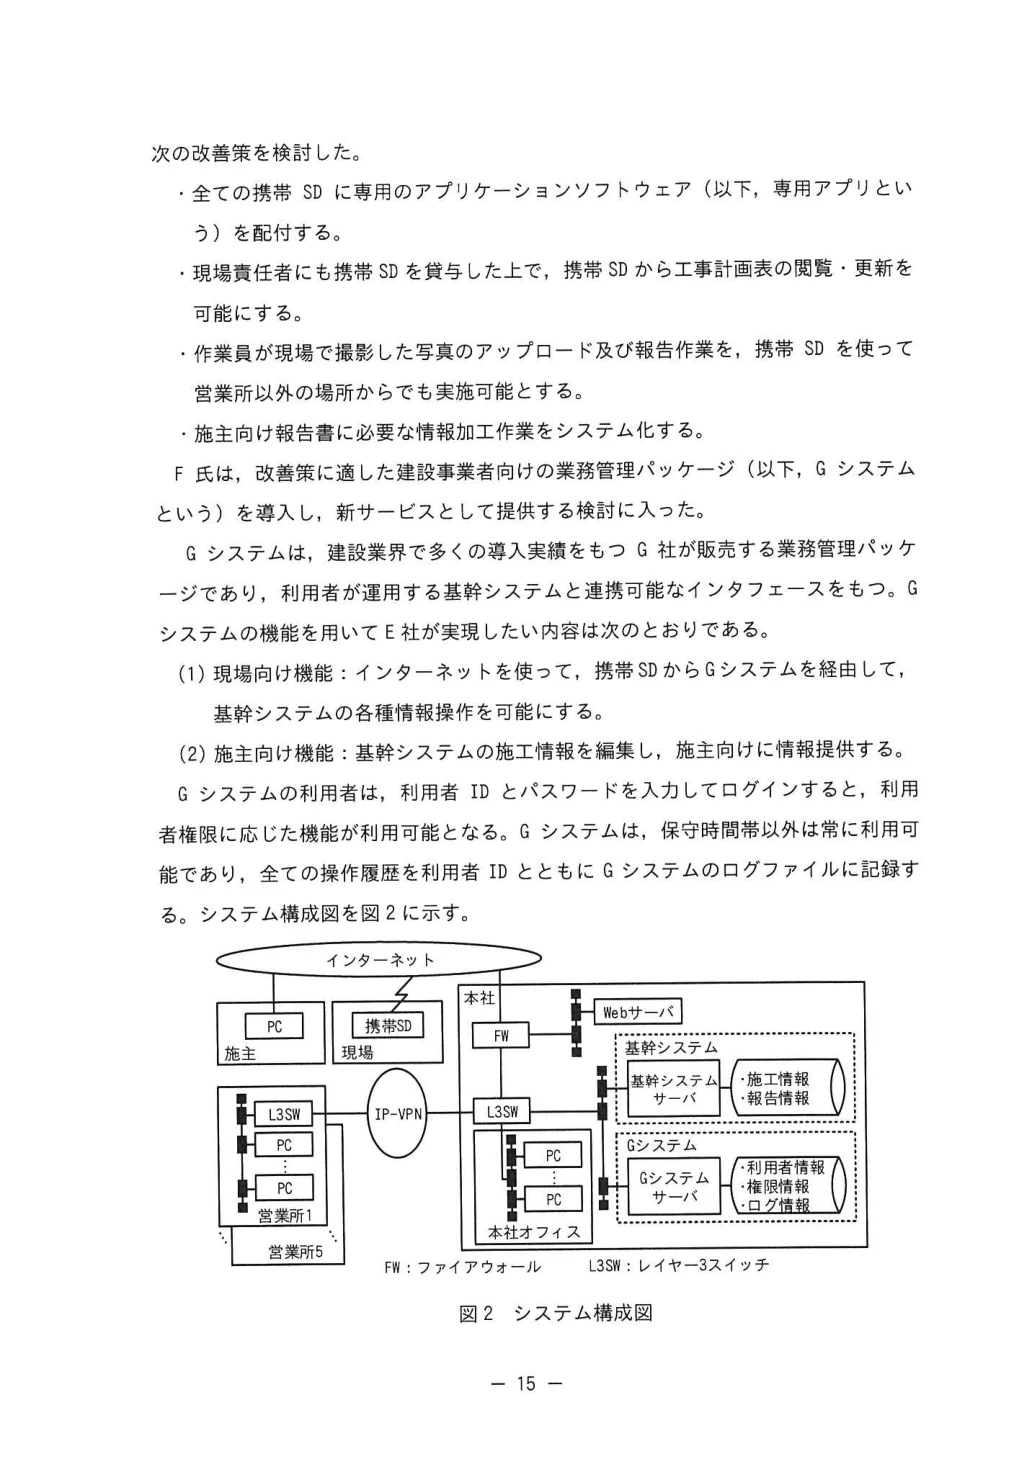 次の改善策を検討した。
・全ての携帯 SD に専用のアプリケーションソフトウェア（以下，専用アプリとい
う）を配付する。
・現場責任者にも携帯 SD を貸与した上で，携帯 SD から工事計画表の閲覧・更新を
可能にする。
・作業員が現場で撮影した写真のアップロード及び報告作業を，携帯 SD を使って
営業所以外の場所からでも実施可能とする。
・施主向け報告書に必要な情報加工作業をシステム化する。
F 氏は，改善策に適した建設事業者向けの業務管理パッケージ（以下，G システム
という）を導入し，新サービスとして提供する検討に入った。
G システムは，建設業界で多くの導入実績をもつ G 社が販売する業務管理パッケ
ージであり，利用者が運用する基幹システムと連携可能なインタフェースをもつ。G
システムの機能を用いて E 社が実現したい内容は次のとおりである。
(1) 現場向け機能：インターネットを使って，携帯 SD から G システムを経由して，
基幹システムの各種情報操作を可能にする。
(2) 施主向け機能：基幹システムの施工情報を編集し，施主向けに情報提供する。
G システムの利用者は，利用者 ID とパスワードを入力してログインすると，利用
者権限に応じた機能が利用可能となる。G システムは，保守時間帯以外は常に利用可
能であり，全ての操作履歴を利用者 ID とともに G システムのログファイルに記録す
る。システム構成図を図 2 に示す。
インターネット
本社
PC
施主
携帯SD
現場
FW
Webサーバ
基幹システム
基幹システム
サーバ
・施工情報
・報告情報
L3SW
IP-VPN
L3SW
PC
⋮
PC
営業所1
営業所5
PC
⋮
PC
本社オフィス
Gシステム
Gシステム
サーバ
・利用者情報
・権限情報
・ログ情報
FW：ファイアウォール　L3SW：レイヤー3スイッチ
図 2　システム構成図
－ 15 －